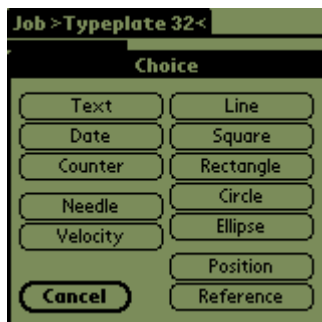 Job >Typeplate 32<
Choice
Text
Line
Date
Square
Counter
Rectangle
Needle
Circle
Velocity
Ellipse
Position
Cancel
Reference